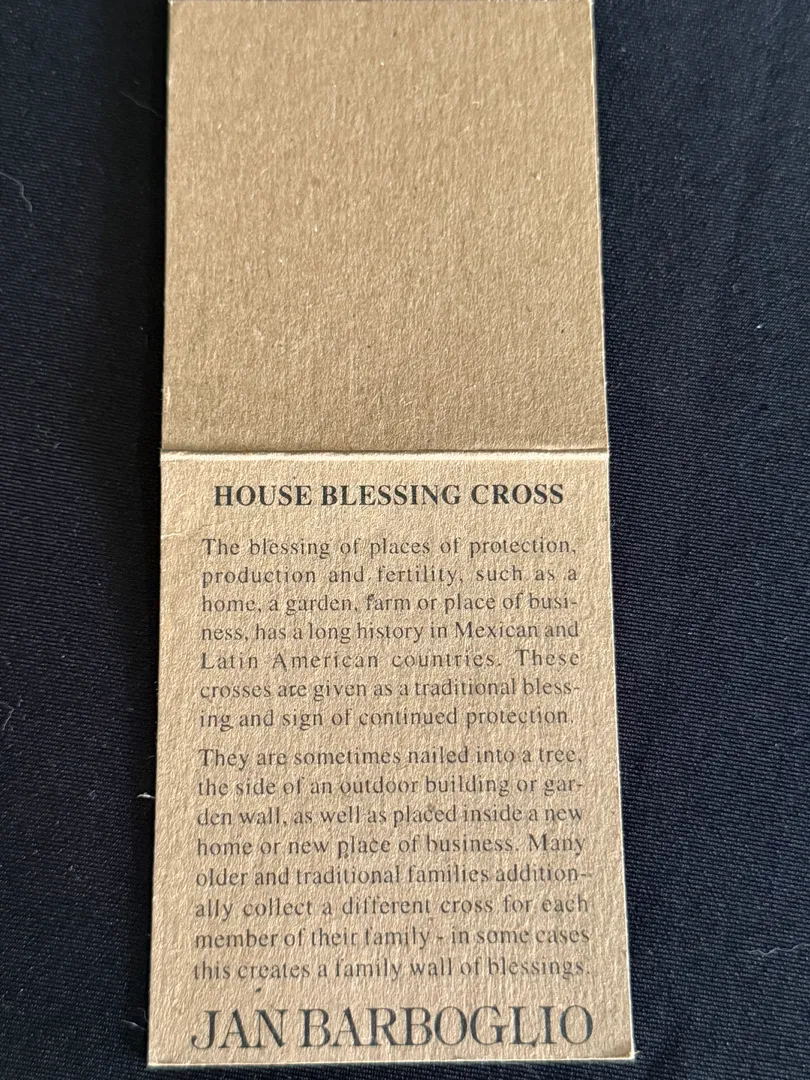 HOUSE BLESSING CROSS
The blessing of places of protection,
production and fertility, such as a
home, a garden, farm or place of busi-
ness, has a long history in Mexican and
Latin American countries. These
crosses are given as a traditional bless-
ing and sign of continued protection.
They are sometimes nailed into a tree,
the side of an outdoor building or gar-
den wall, as well as placed inside a new
home or new place of business. Many
older and traditional families addition-
ally collect a different cross for each
member of their family - in some cases
this creates a family wall of blessings.
JAN BARBOGLIO